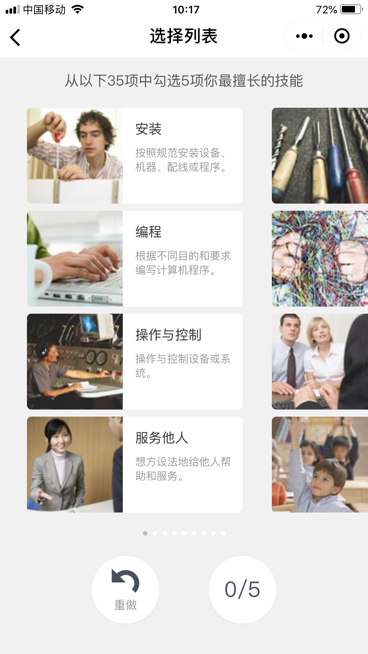 中国移动
10:17
72%
选择列表
从以下35项中勾选5项你最擅长的技能
安装
按照规范安装设备、
机器、配线或程序。
编程
根据不同目的和要求
编写计算机程序。
操作与控制
操作与控制设备或系
统。
服务他人
想方设法地给他人帮
助和服务。
重做
0/5